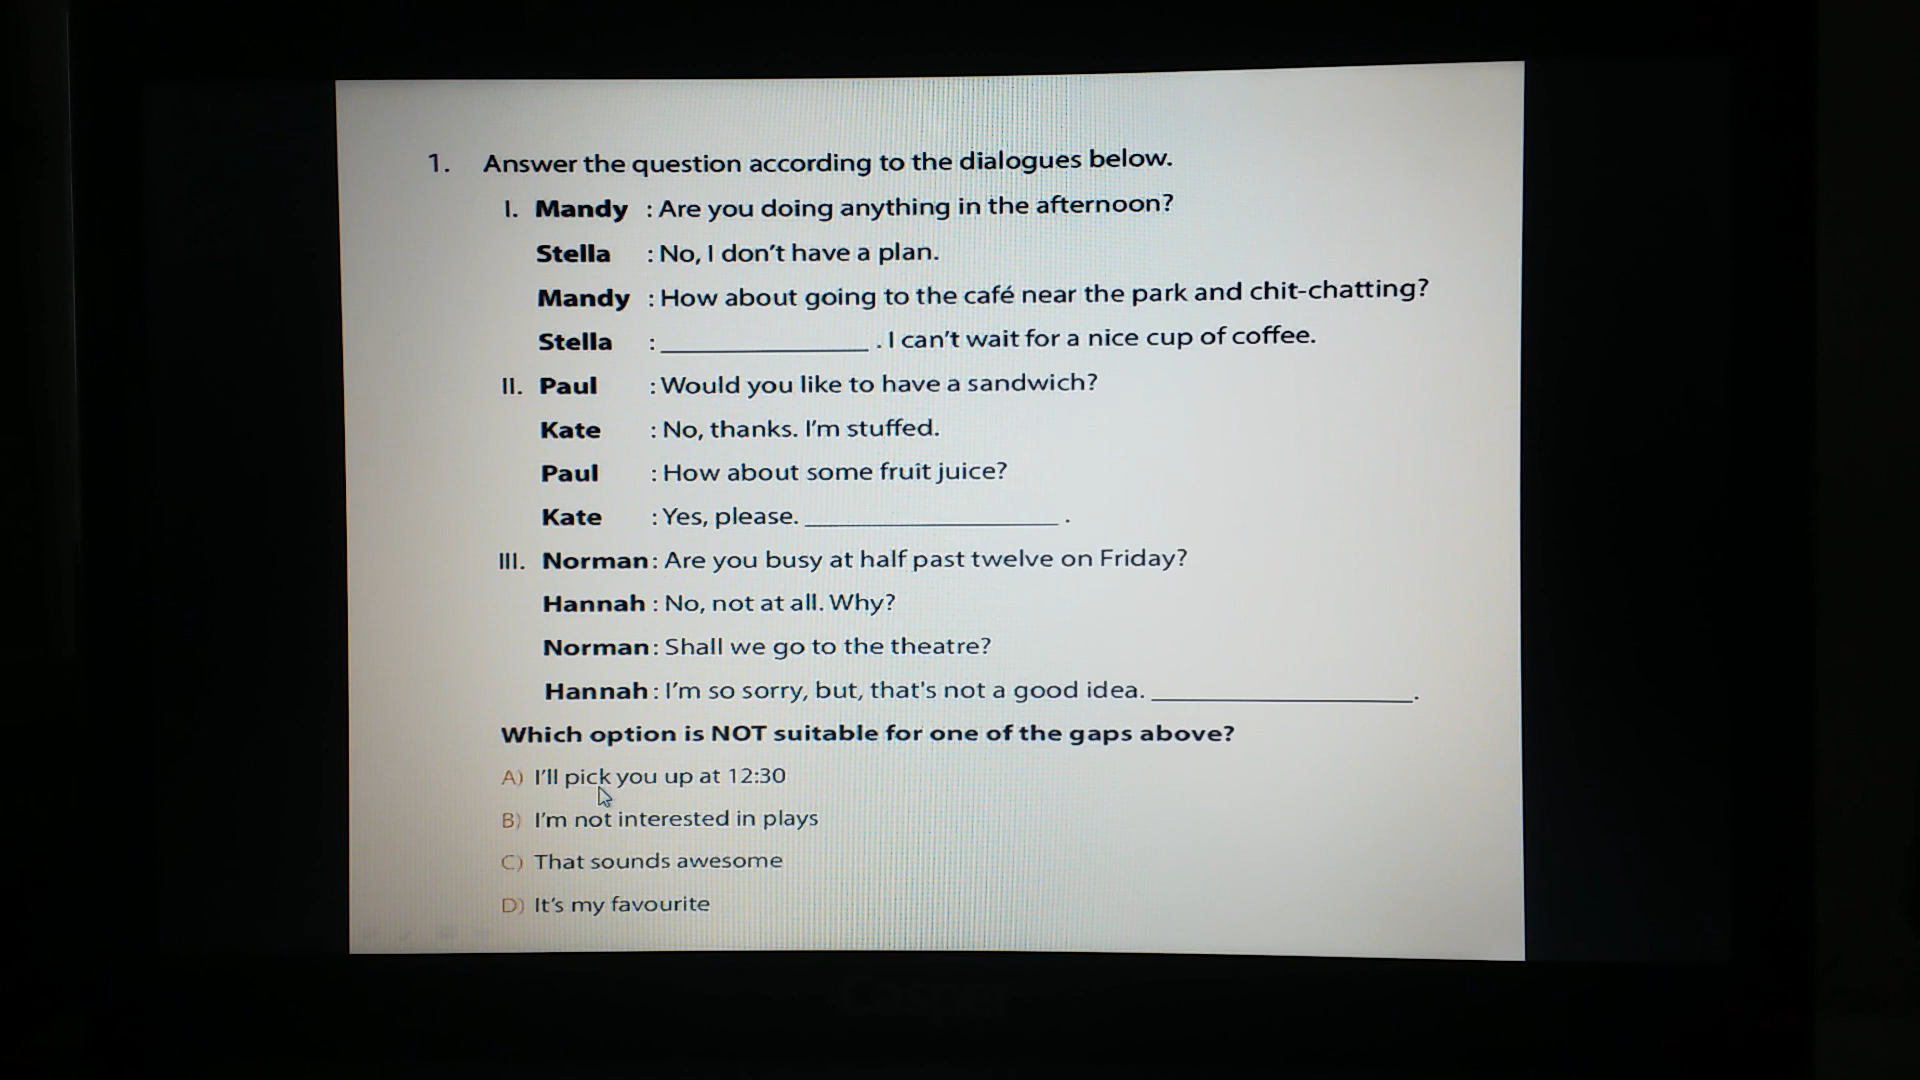 1. Answer the question according to the dialogues below.
I. Mandy : Are you doing anything in the afternoon?
Stella : No, I don't have a plan.
Mandy : How about going to the café near the park and chit-chatting?
Stella : ____________ . I can't wait for a nice cup of coffee.
II. Paul : Would you like to have a sandwich?
Kate : No, thanks. I'm stuffed.
Paul : How about some fruit juice?
Kate : Yes, please. ____________ .
III. Norman : Are you busy at half past twelve on Friday?
Hannah : No, not at all. Why?
Norman : Shall we go to the theatre?
Hannah : I'm so sorry, but, that's not a good idea. ____________.
Which option is NOT suitable for one of the gaps above?
A) I'll pick you up at 12:30
B) I'm not interested in plays
C) That sounds awesome
D) It's my favourite
Casper